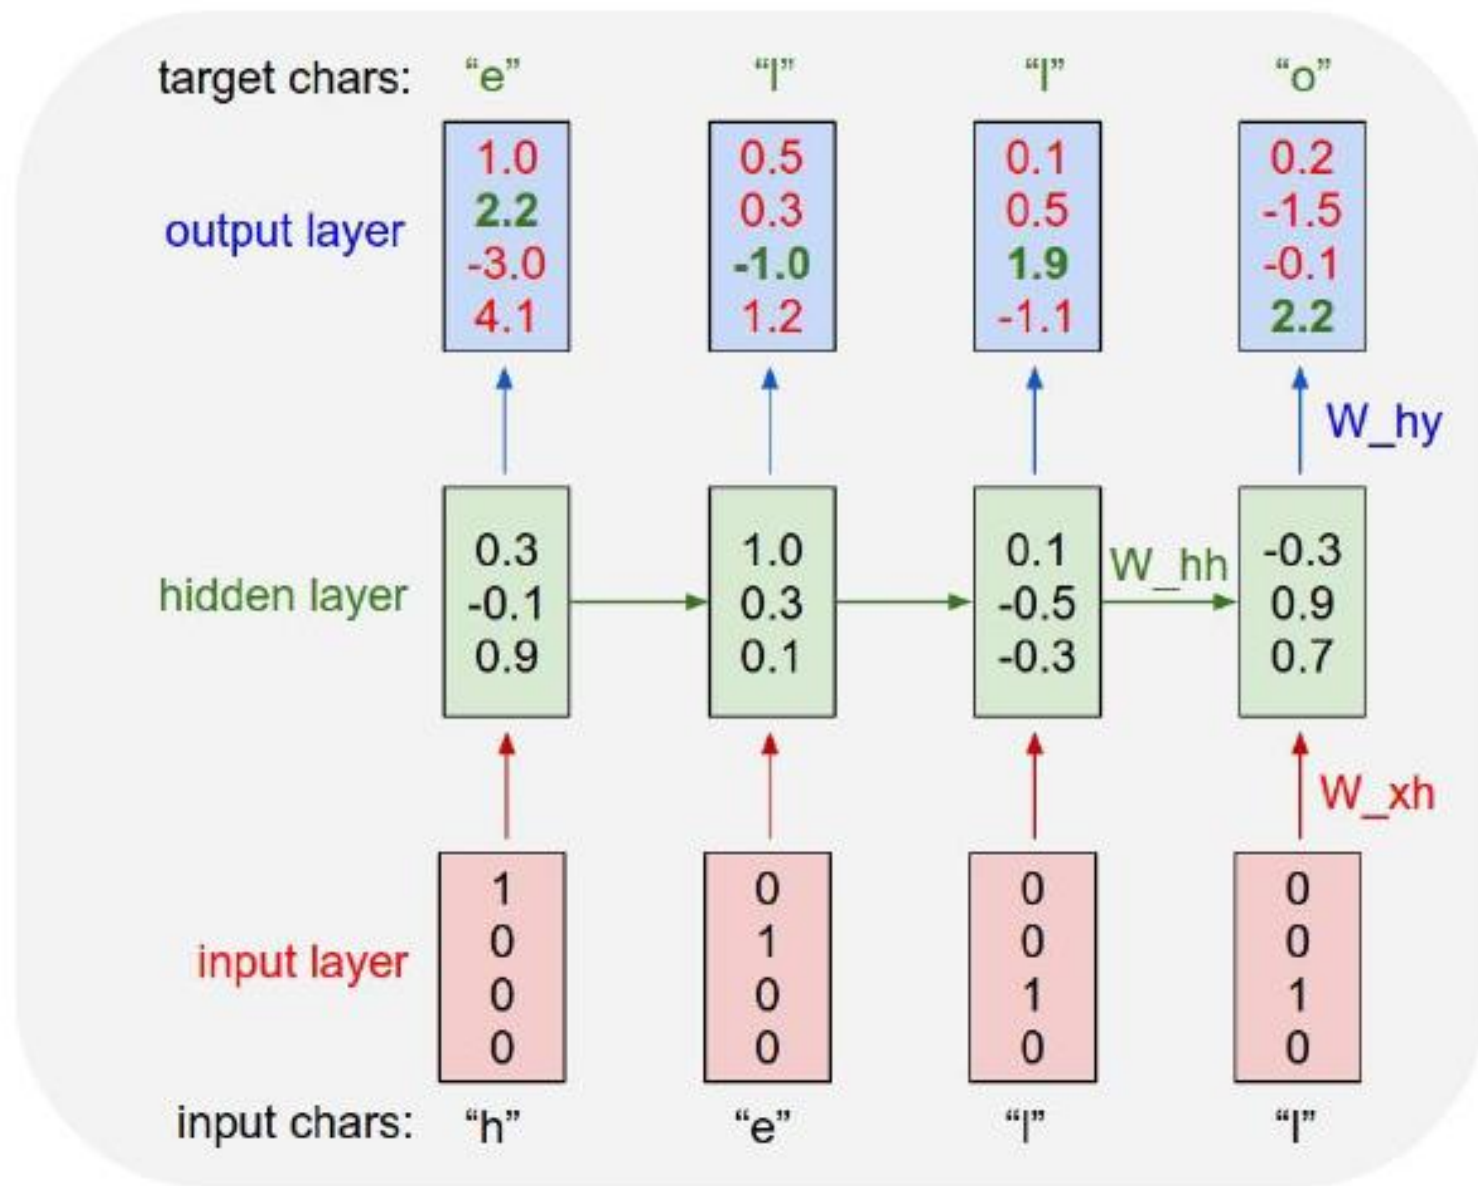 target chars: “e” “l” “l” “o”
1.0 0.5 0.1 0.2
2.2 0.3 0.5 -1.5
output layer
-3.0 -1.0 1.9 -0.1
4.1 1.2 -1.1 2.2
W_hy
0.3 1.0 0.1 -0.3
W_hh
hidden layer -0.1 0.3 -0.5 0.9
0.9 0.1 -0.3 0.7
W_xh
1 0 0 0
0 1 0 0
input layer
0 0 1 1
0 0 0 0
input chars: “h” “e” “l” “l”